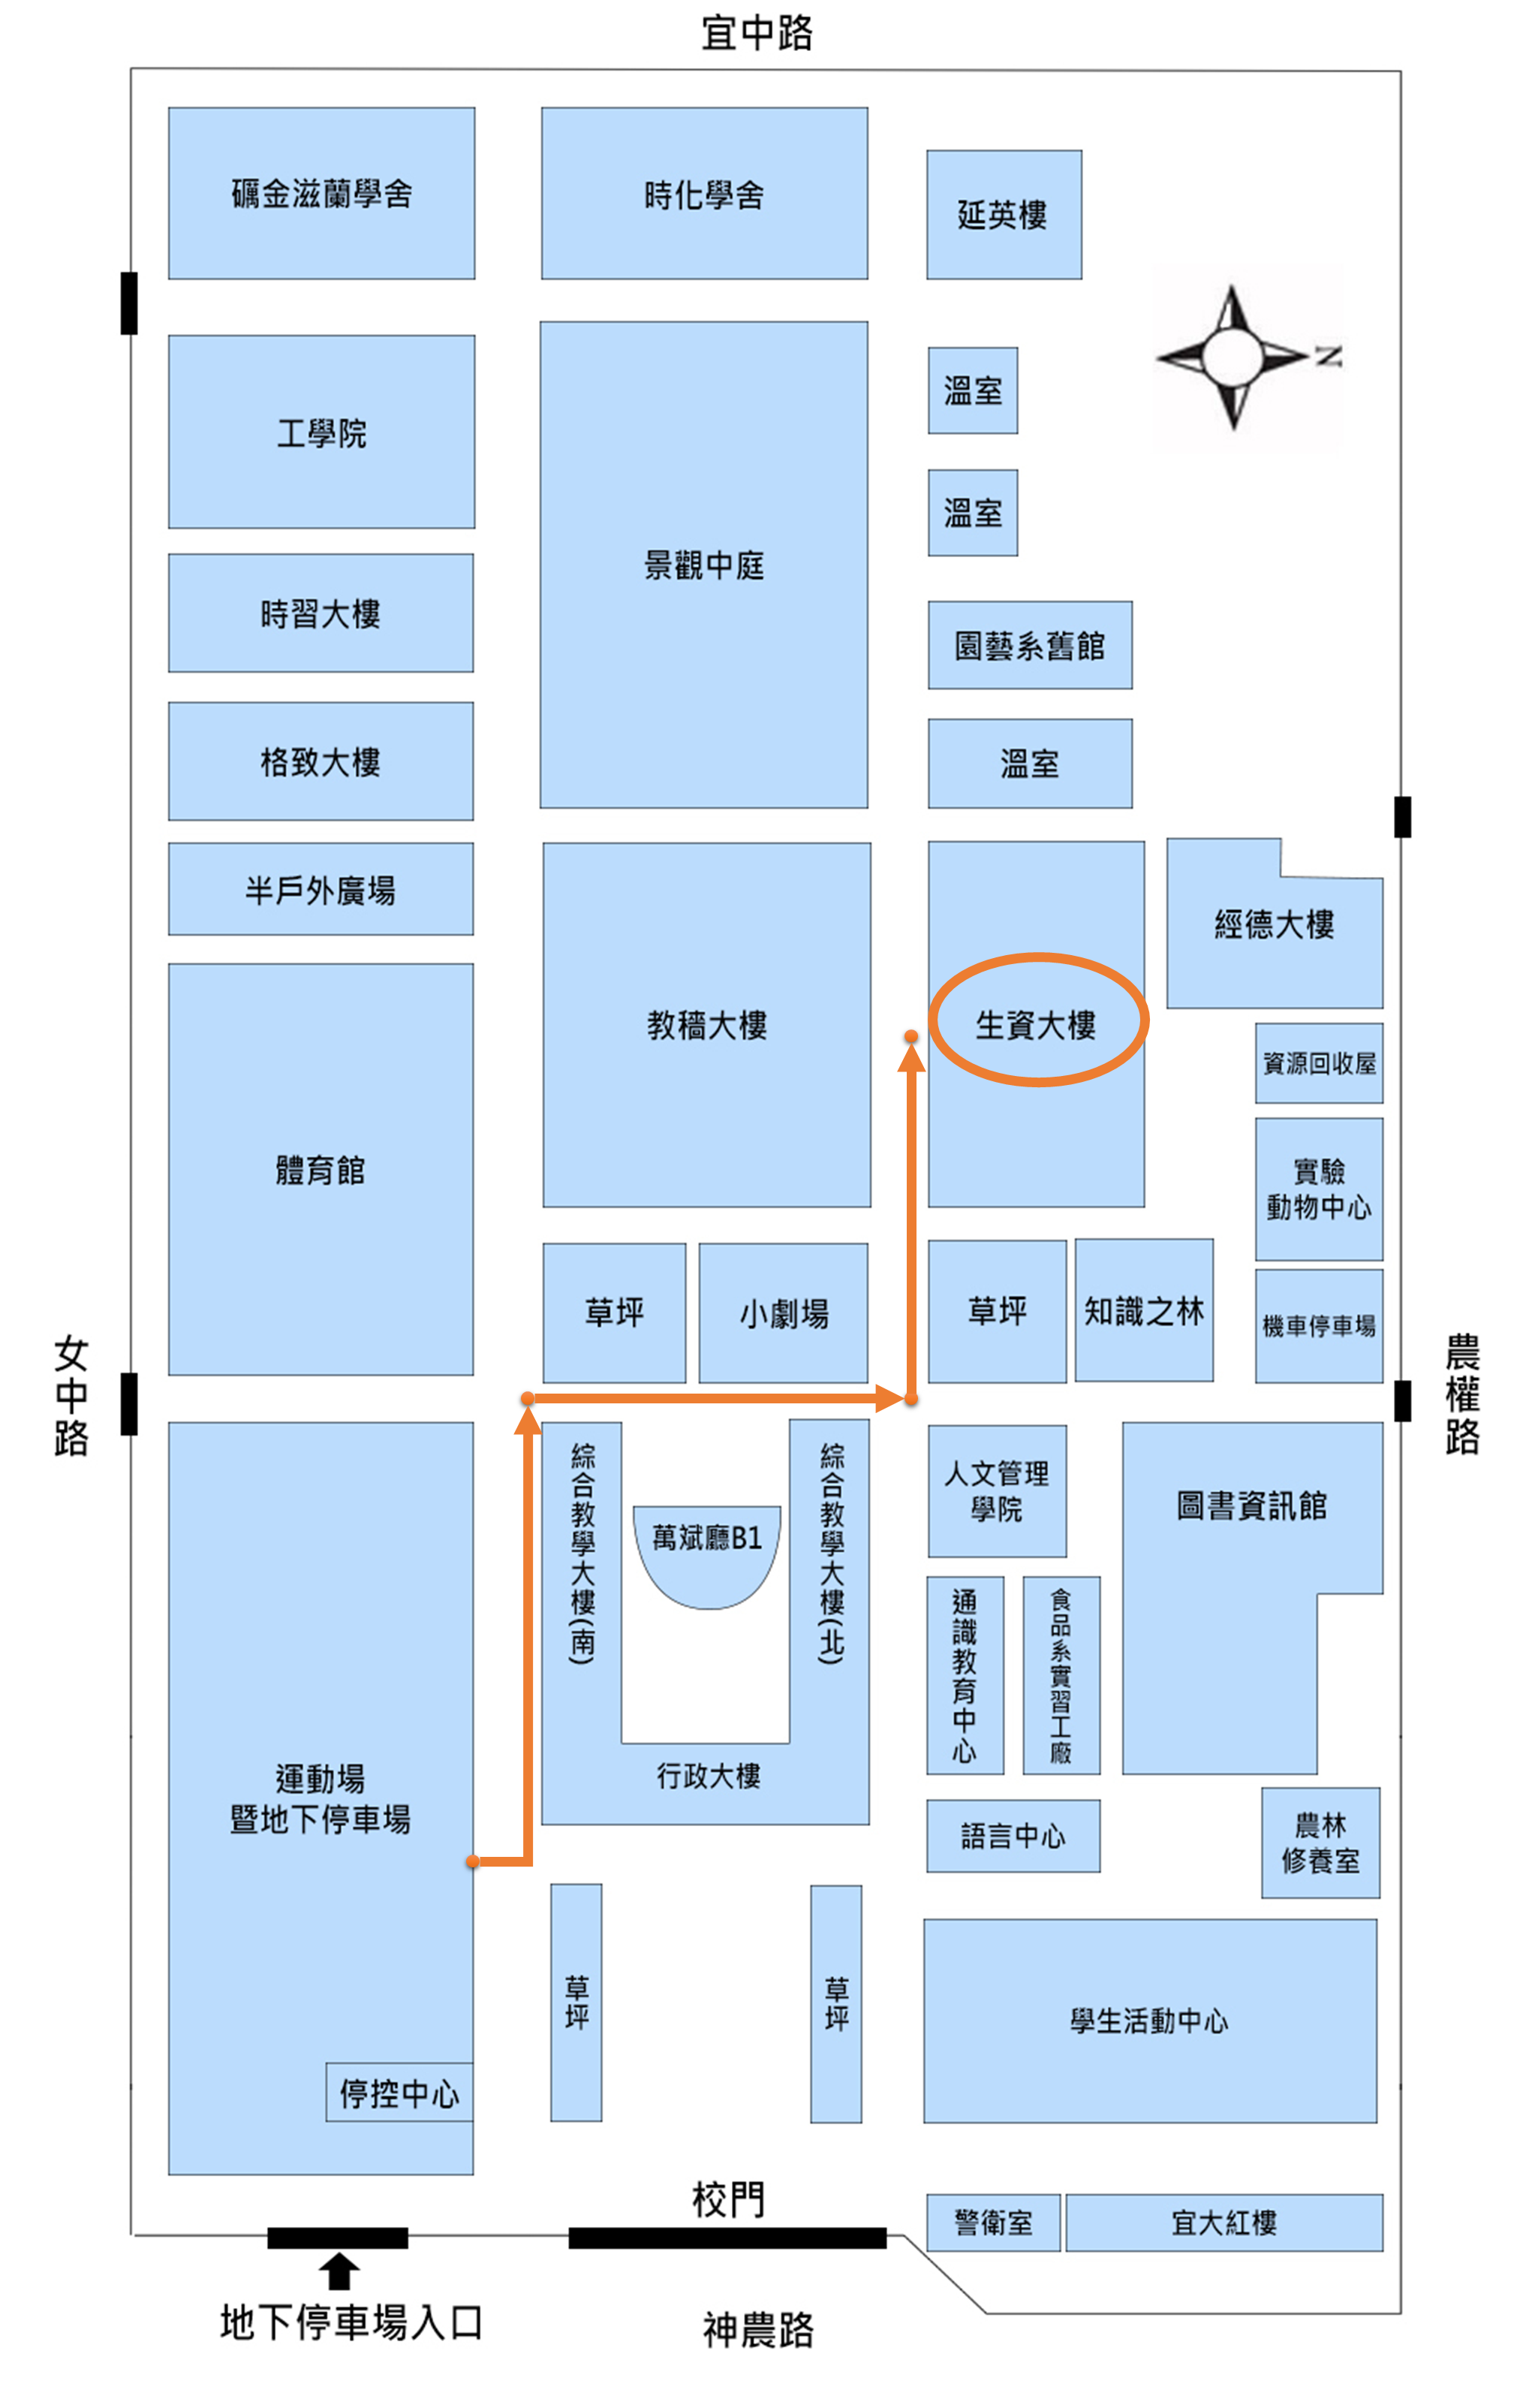 宜中路
礪金滋蘭學舍
時化學舍
延英樓
N
工學院
溫室
溫室
景觀中庭
時習大樓
園藝系舊館
格致大樓
溫室
半戶外廣場
經德大樓
教穡大樓
生資大樓
資源回收屋
體育館
實驗
動物中心
草坪
小劇場
草坪
知識之林
機車停車場
女中路
農權路
綜合教學大樓(南)
萬斌廳B1
綜合教學大樓(北)
人文管理
學院
圖書資訊館
通識教育中心
食品系實習工廠
運動場
暨地下停車場
行政大樓
語言中心
農林
修養室
草坪
草坪
學生活動中心
停控中心
校門
警衛室
宜大紅樓
地下停車場入口
神農路